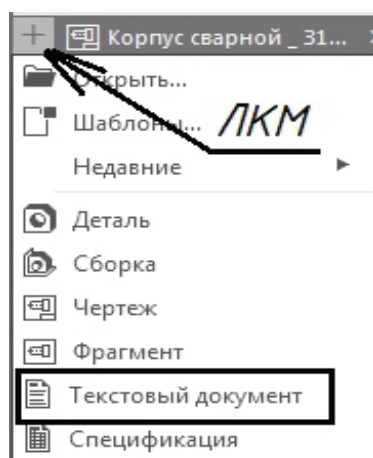 + Корпус сварной _ 31...
Открыть...
Шаблоны... ЛКМ
Недавние
Деталь
Сборка
Чертеж
Фрагмент
Текстовый документ
Спецификация